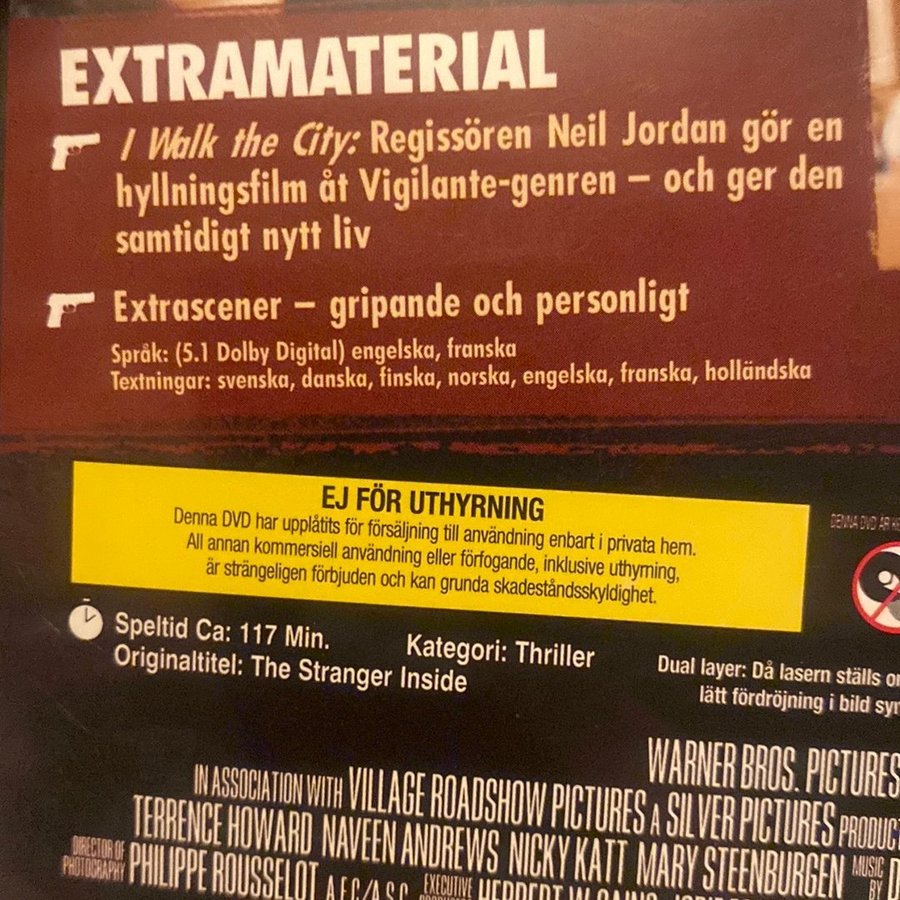 EXTRAMATERIAL
I Walk the City: Regissören Neil Jordan gör en
hyllningsfilm åt Vigilante-genren – och ger den
samtidigt nytt liv
Extrascener – gripande och personligt
Språk: (5.1 Dolby Digital) engelska, franska
Textningar: svenska, danska, finska, norska, engelska, franska, holländska
EJ FÖR UTHYRNING
Denna DVD har upplåtits för försäljning till användning enbart i privata hem.
All annan kommersiell användning eller förfogande, inklusive uthyrning,
är strängeligen förbjuden och kan grunda skadeståndsskyldighet.
DENNA DVD ÄR
Speltid Ca: 117 Min.
Kategori: Thriller
Originaltitel: The Stranger Inside
Dual layer: Då lasern ställs
lätt fördröjning i bild
WARNER BROS. PICTURES
IN ASSOCIATION WITH VILLAGE ROADSHOW PICTURES A SILVER PICTURES
TERRENCE HOWARD NAVEEN ANDREWS NICKY KATT MARY STEENBURGEN MUSIC BY
DIRECTOR OF PHOTOGRAPHY PHILIPPE ROUSSELOT A.F.C./A.S.C. EXECUTIVE